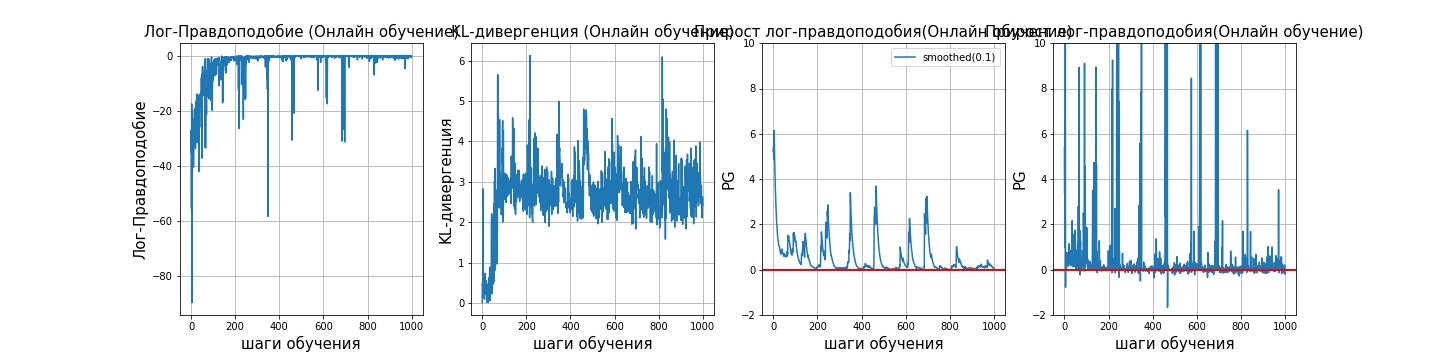 Лог-Правдоподобие (Онлайн обучение)
Лог-Правдоподобие
0
−20
−40
−60
−80
0 200 400 600 800 1000
шаги обучения
KL-дивергенция (Онлайн обучение)
KL-дивергенция
6
5
4
3
2
1
0
0 200 400 600 800 1000
шаги обучения
Прирост лог-правдоподобия(Онлайн обучение)
smoothed(0.1)
PG
10
8
6
4
2
0
−2
0 200 400 600 800 1000
шаги обучения
Прирост лог-правдоподобия(Онлайн обучение)
PG
10
8
6
4
2
0
−2
0 200 400 600 800 1000
шаги обучения